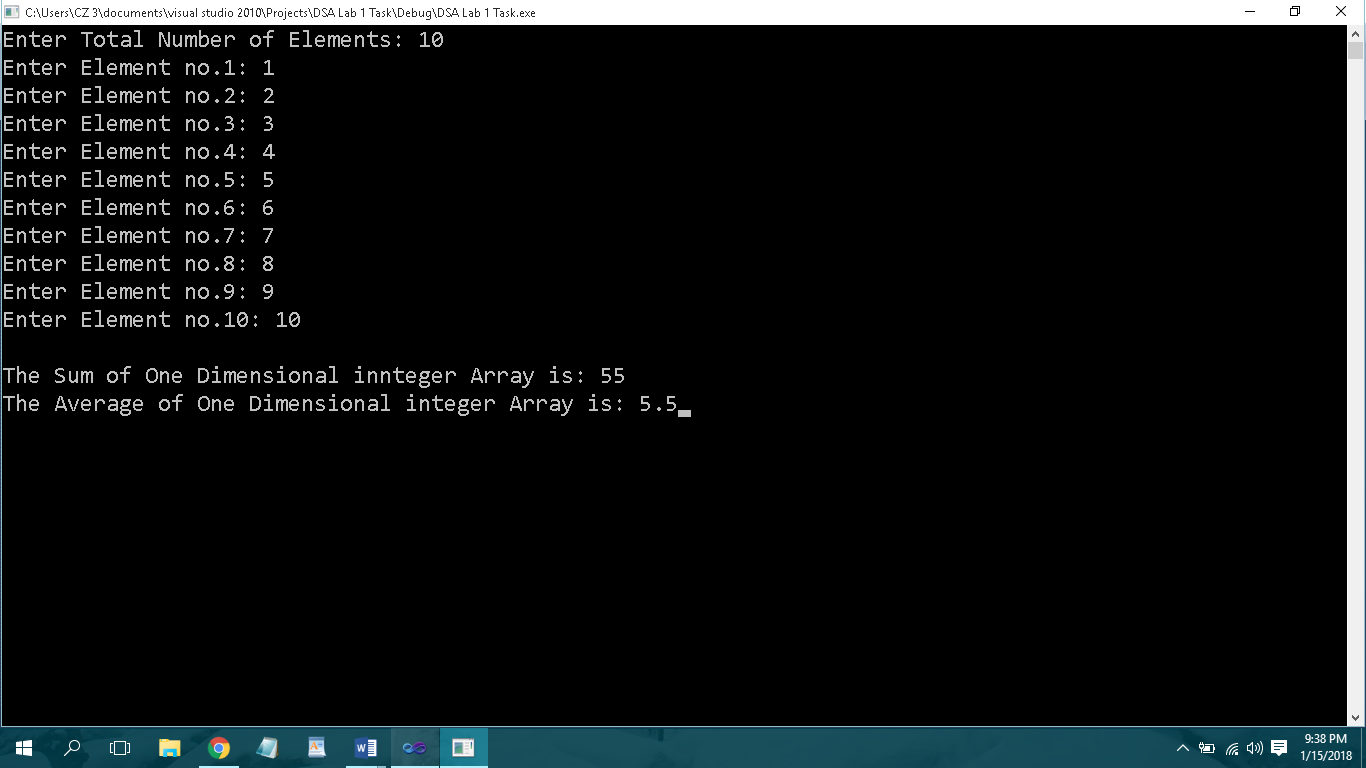 C:\Users\CZ 3\documents\visual studio 2010\Projects\DSA Lab 1 Task\Debug\DSA Lab 1 Task.exe
Enter Total Number of Elements: 10
Enter Element no.1: 1
Enter Element no.2: 2
Enter Element no.3: 3
Enter Element no.4: 4
Enter Element no.5: 5
Enter Element no.6: 6
Enter Element no.7: 7
Enter Element no.8: 8
Enter Element no.9: 9
Enter Element no.10: 10
The Sum of One Dimensional innteger Array is: 55
The Average of One Dimensional integer Array is: 5.5
9:38 PM
1/15/2018